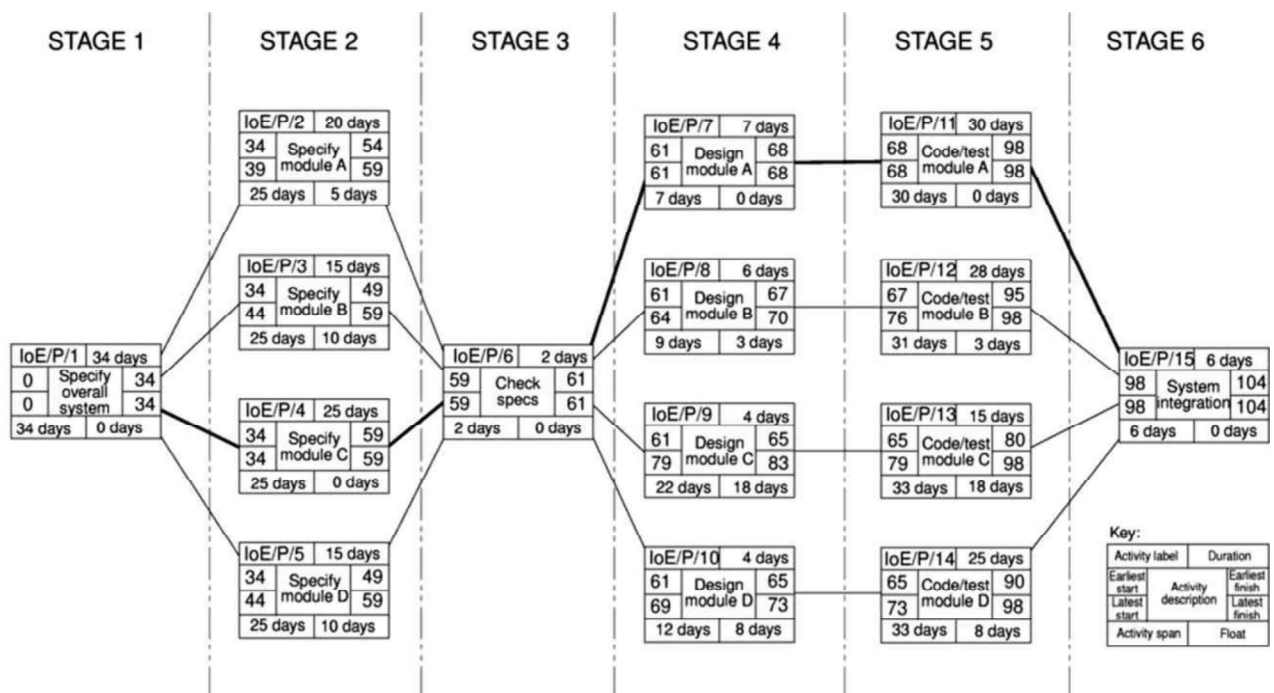 STAGE 1
STAGE 2
STAGE 3
STAGE 4
STAGE 5
STAGE 6
IoE/P/1 34 days
0 Specify 34
overall
0 system 34
34 days 0 days
IoE/P/2 20 days
34 Specify 54
39 module A 59
25 days 5 days
IoE/P/3 15 days
34 Specify 49
44 module B 59
25 days 10 days
IoE/P/4 25 days
34 Specify 59
34 module C 59
25 days 0 days
IoE/P/5 15 days
34 Specify 49
44 module D 59
25 days 10 days
IoE/P/6 2 days
59 Check 61
59 specs 61
2 days 0 days
IoE/P/7 7 days
61 Design 68
61 module A 68
7 days 0 days
IoE/P/8 6 days
61 Design 67
64 module B 70
9 days 3 days
IoE/P/9 4 days
61 Design 65
79 module C 83
22 days 18 days
IoE/P/10 4 days
61 Design 65
69 module D 73
12 days 8 days
IoE/P/11 30 days
68 Code/test 98
68 module A 98
30 days 0 days
IoE/P/12 28 days
67 Code/test 95
76 module B 98
31 days 3 days
IoE/P/13 15 days
65 Code/test 80
79 module C 98
33 days 18 days
IoE/P/14 25 days
65 Code/test 90
73 module D 98
33 days 8 days
IoE/P/15 6 days
98 System 104
98 integration 104
6 days 0 days
Key:
Activity label Duration
Earliest start Activity description Earliest finish
Latest start Latest finish
Activity span Float